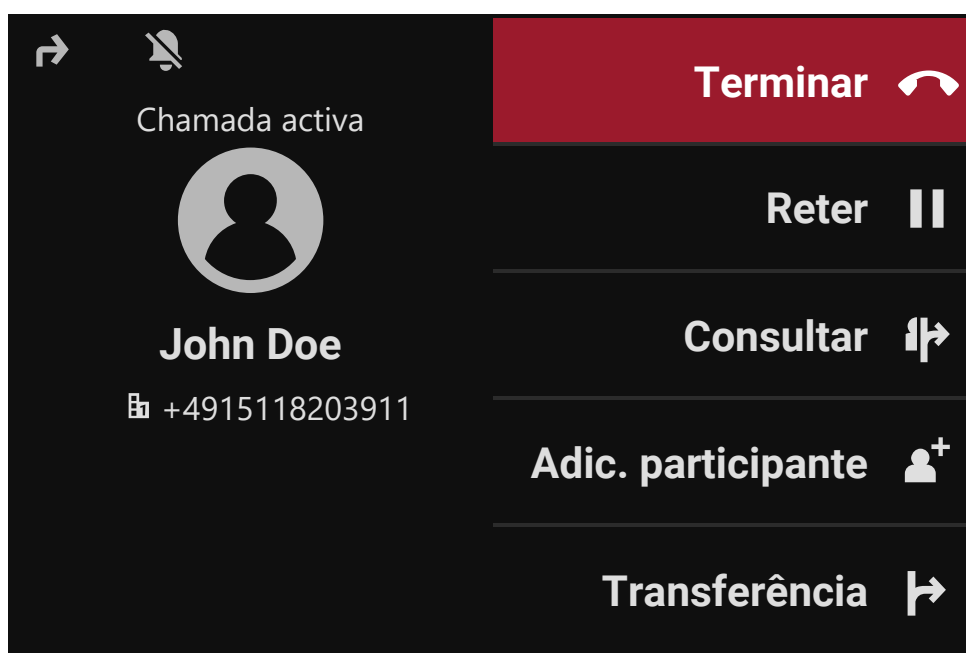 Chamada activa
John Doe
+4915118203911
Terminar
Reter
Consultar
Adic. participante
Transferência